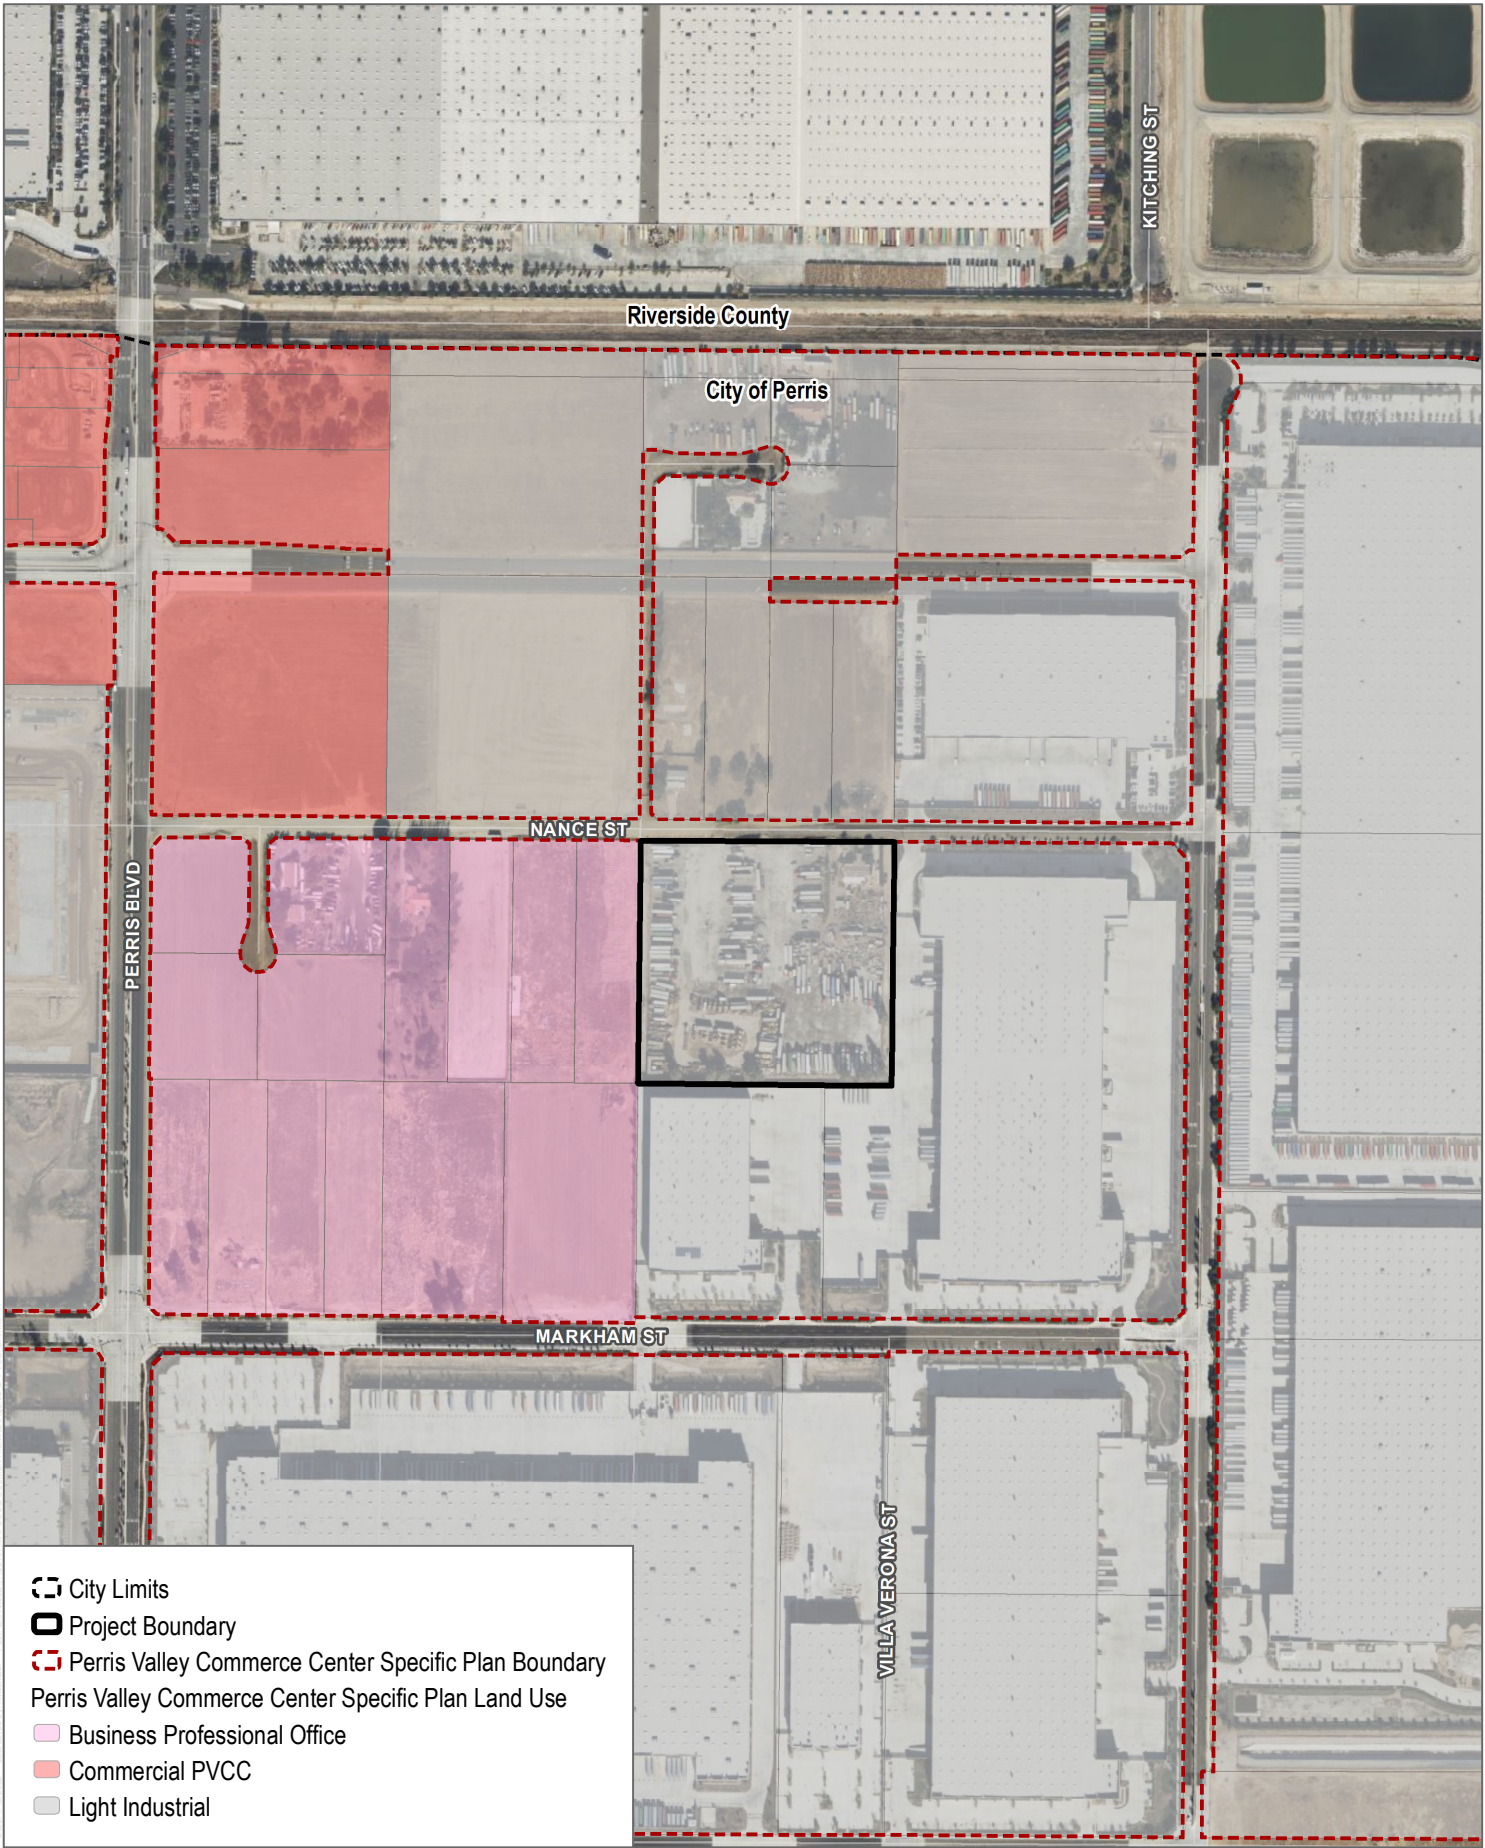 KITCHING ST
Riverside County
City of Perris
NANCE ST
PERRIS BLVD
MARKHAM ST
VILLA VERONA ST
City Limits
Project Boundary
Perris Valley Commerce Center Specific Plan Boundary
Perris Valley Commerce Center Specific Plan Land Use
Business Professional Office
Commercial PVCC
Light Industrial